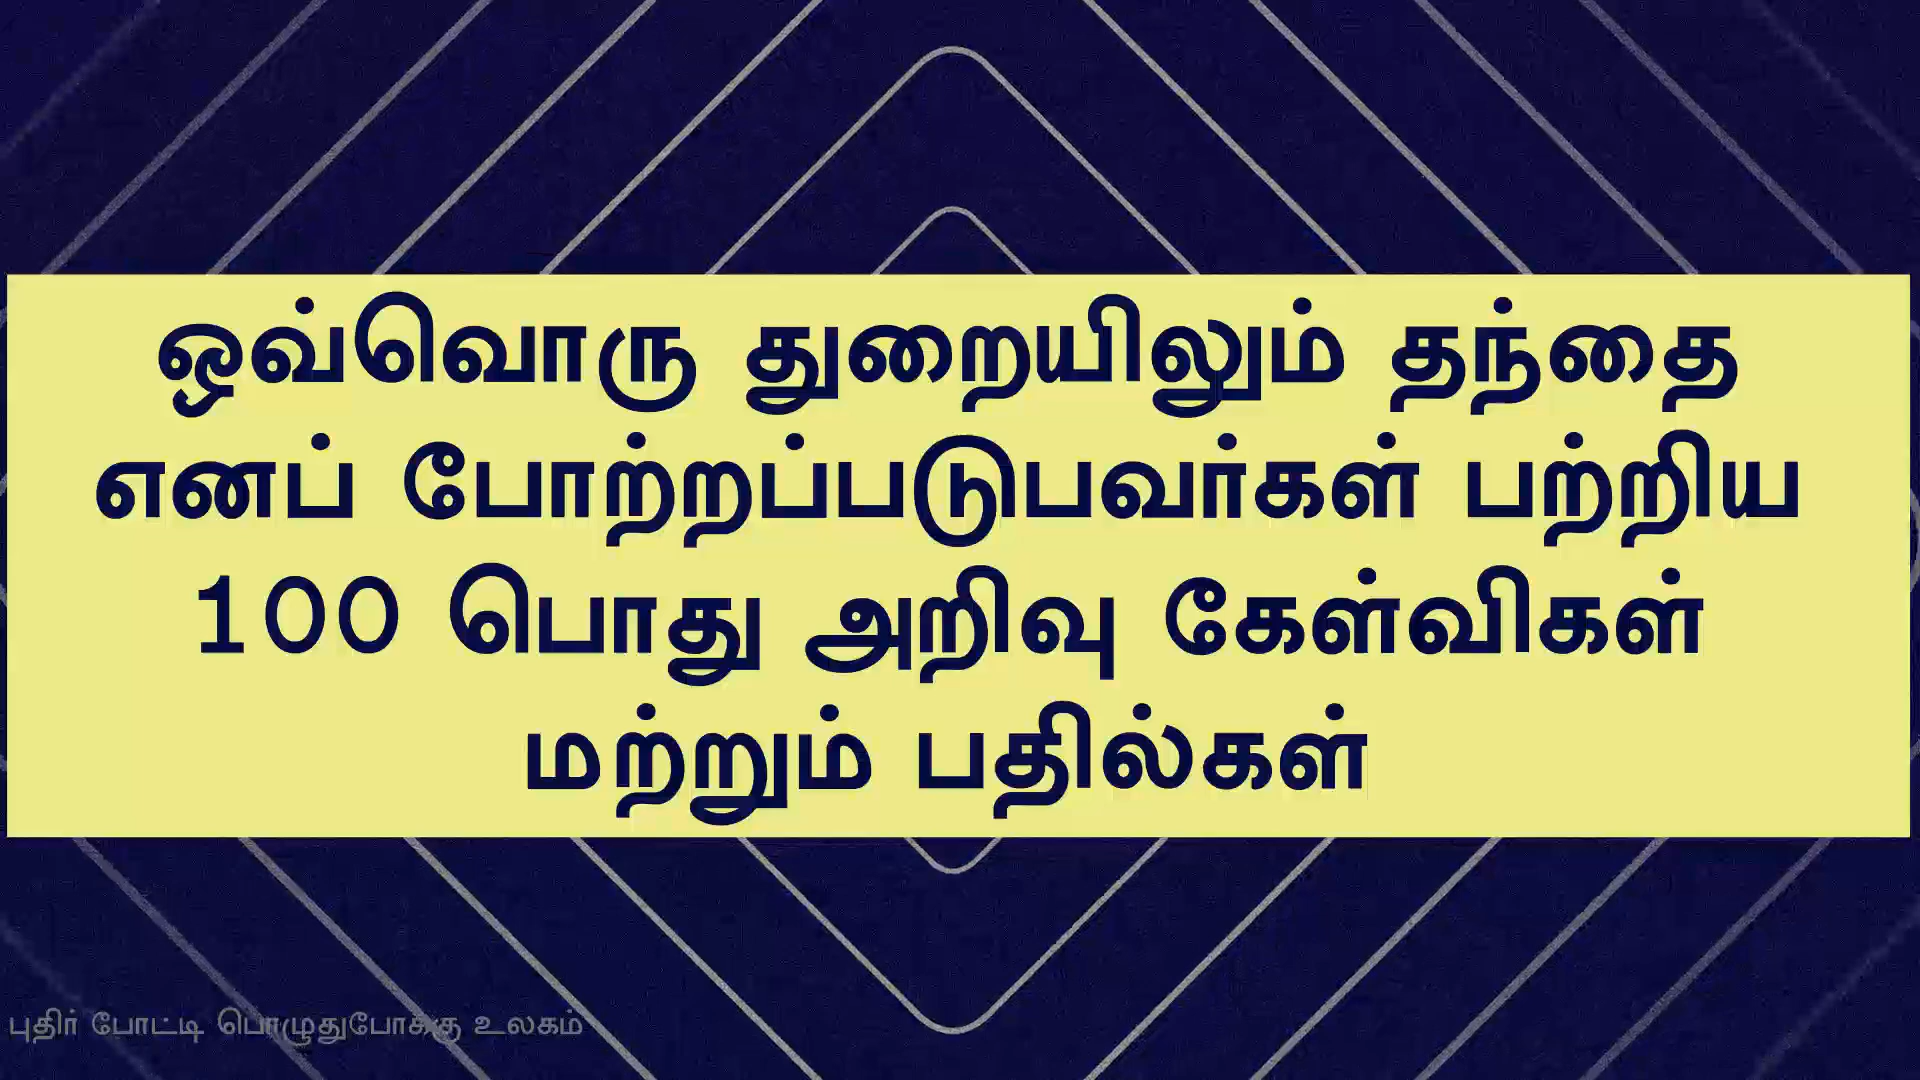 ஒவ்வொரு துறையிலும் தந்தை
எனப் போற்றப்படுபவர்கள் பற்றிய
100 பொது அறிவு கேள்விகள்
மற்றும் பதில்கள்
புதிர் போட்டி பொழுதுபோக்கு உலகம்